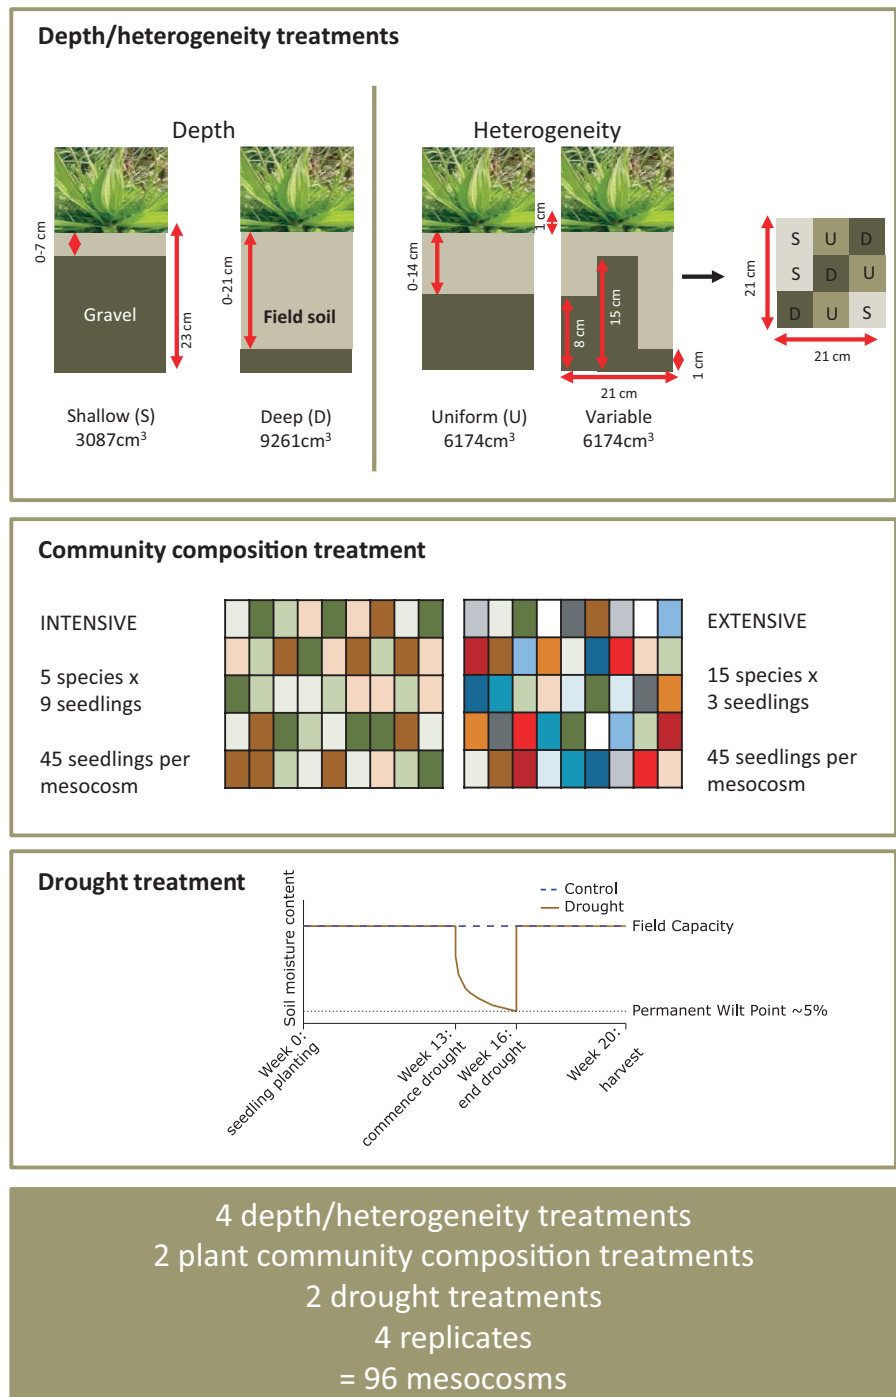 Depth/heterogeneity treatments
Depth
Heterogeneity
0-7 cm
Gravel
23 cm
0-21 cm
Field soil
0-14 cm
1 cm
8 cm
15 cm
21 cm
1 cm
21 cm
S U D
S D U
D U S
21 cm
Shallow (S)
3087cm³
Deep (D)
9261cm³
Uniform (U)
6174cm³
Variable
6174cm³
Community composition treatment
INTENSIVE
5 species x
9 seedlings
45 seedlings per
mesocosm
EXTENSIVE
15 species x
3 seedlings
45 seedlings per
mesocosm
Drought treatment
Soil moisture content
Control
Drought
Field Capacity
Permanent Wilt Point ~5%
Week 0:
seedling planting
Week 13:
commence drought
Week 16:
end drought
Week 20:
harvest
4 depth/heterogeneity treatments
2 plant community composition treatments
2 drought treatments
4 replicates
= 96 mesocosms